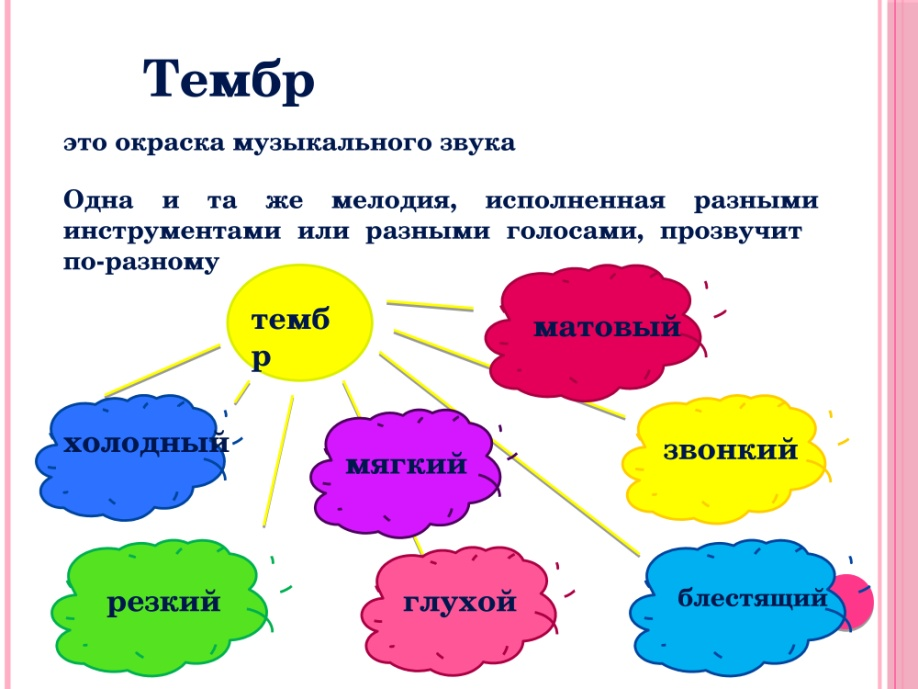 Тембр
это окраска музыкального звука
Одна и та же мелодия, исполненная разными
инструментами или разными голосами, прозвучит
по-разному
темб
р
матовый
холодный
мягкий
звонкий
резкий
глухой
блестящий